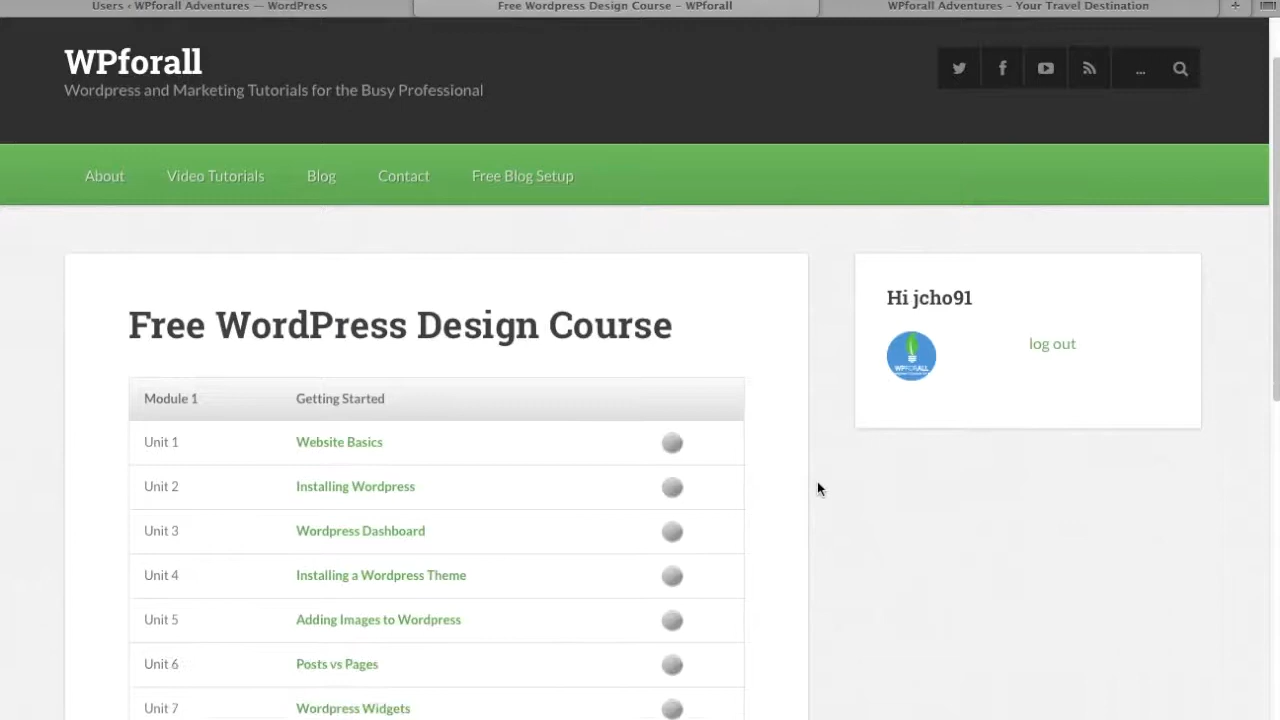 Users ‹ WPforall Adventures — WordPress
Free Wordpress Design Course – WPforall
WPforall Adventures – Your Travel Destination
+
WPforall
Wordpress and Marketing Tutorials for the Busy Professional
...
About
Video Tutorials
Blog
Contact
Free Blog Setup
Free WordPress Design Course
Module 1 Getting Started
Unit 1 Website Basics
Unit 2 Installing Wordpress
Unit 3 Wordpress Dashboard
Unit 4 Installing a Wordpress Theme
Unit 5 Adding Images to Wordpress
Unit 6 Posts vs Pages
Unit 7 Wordpress Widgets
Hi jcho91
WPFORALL
log out